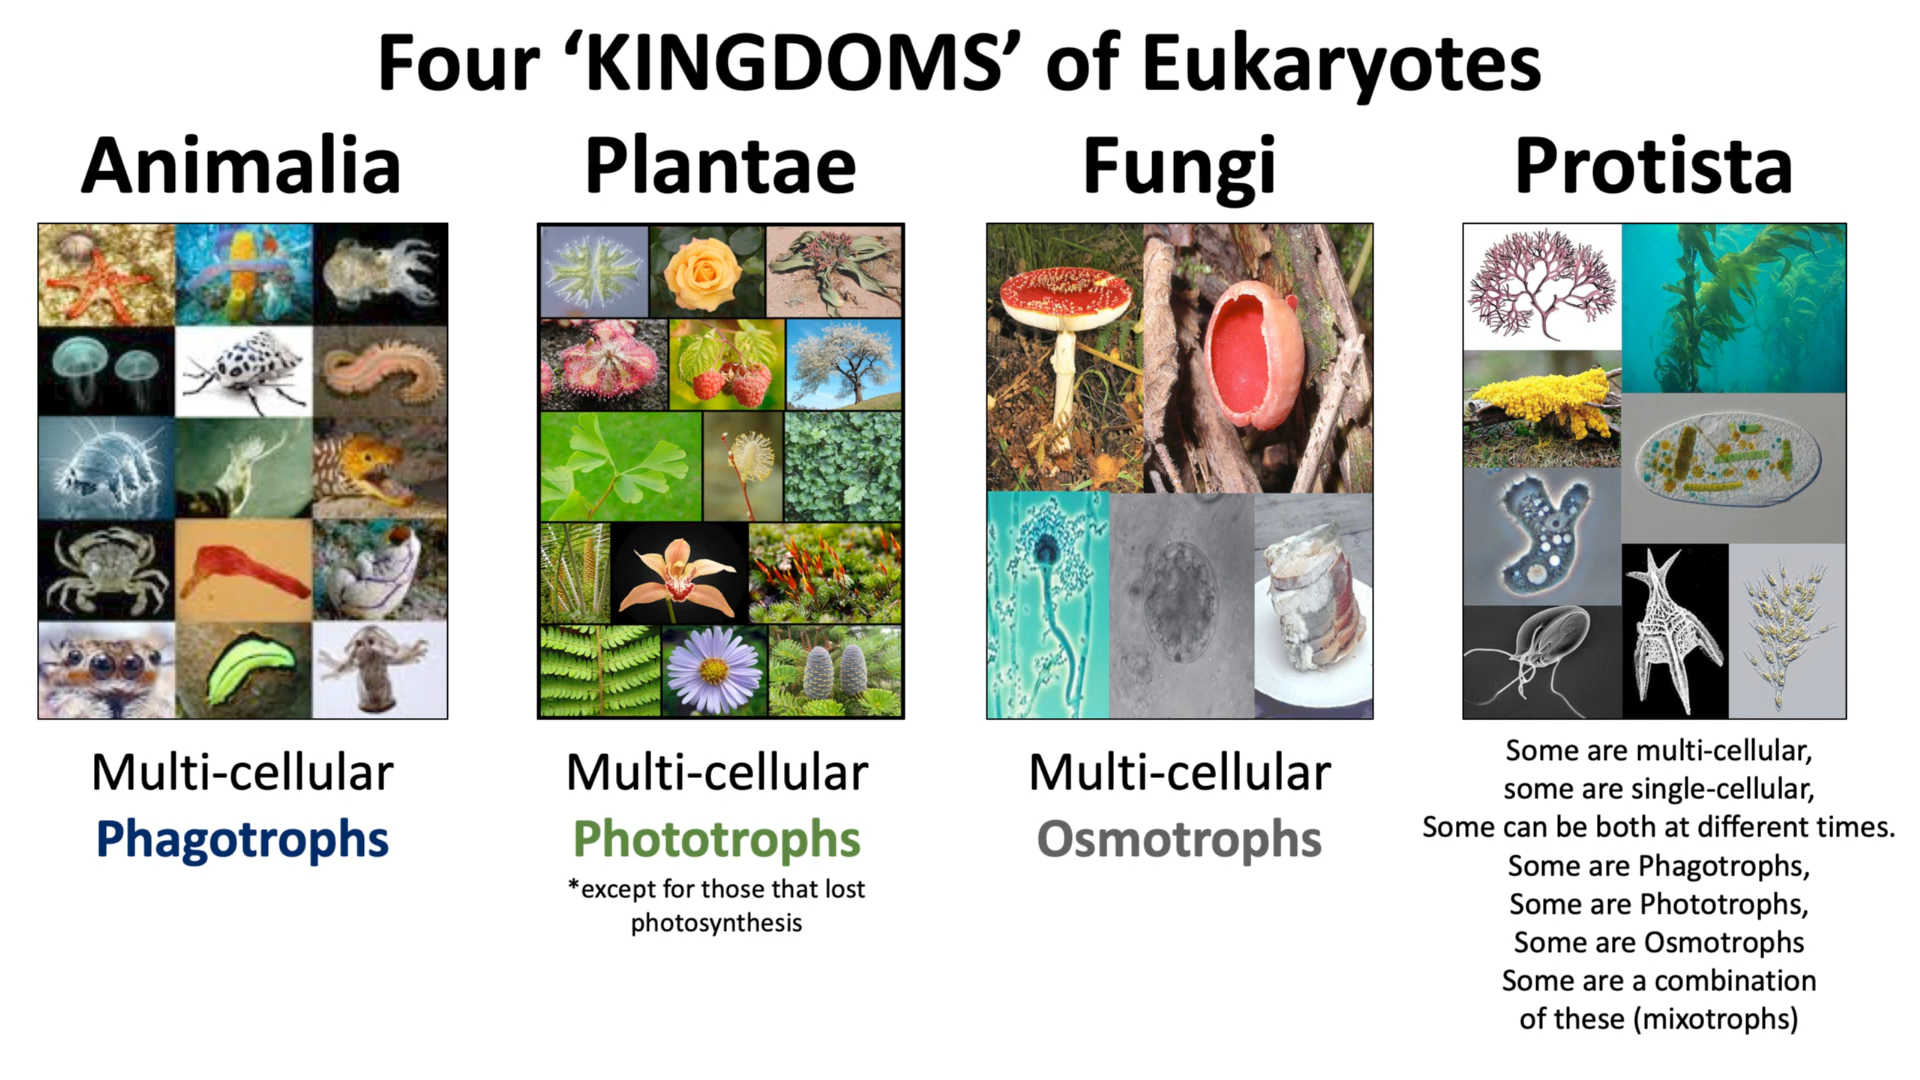 Four ‘KINGDOMS’ of Eukaryotes
Animalia
Plantae
Fungi
Protista
Multi-cellular
Phagotrophs
Multi-cellular
Phototrophs
*except for those that lost
photosynthesis
Multi-cellular
Osmotrophs
Some are multi-cellular,
some are single-cellular,
Some can be both at different times.
Some are Phagotrophs,
Some are Phototrophs,
Some are Osmotrophs
Some are a combination
of these (mixotrophs)